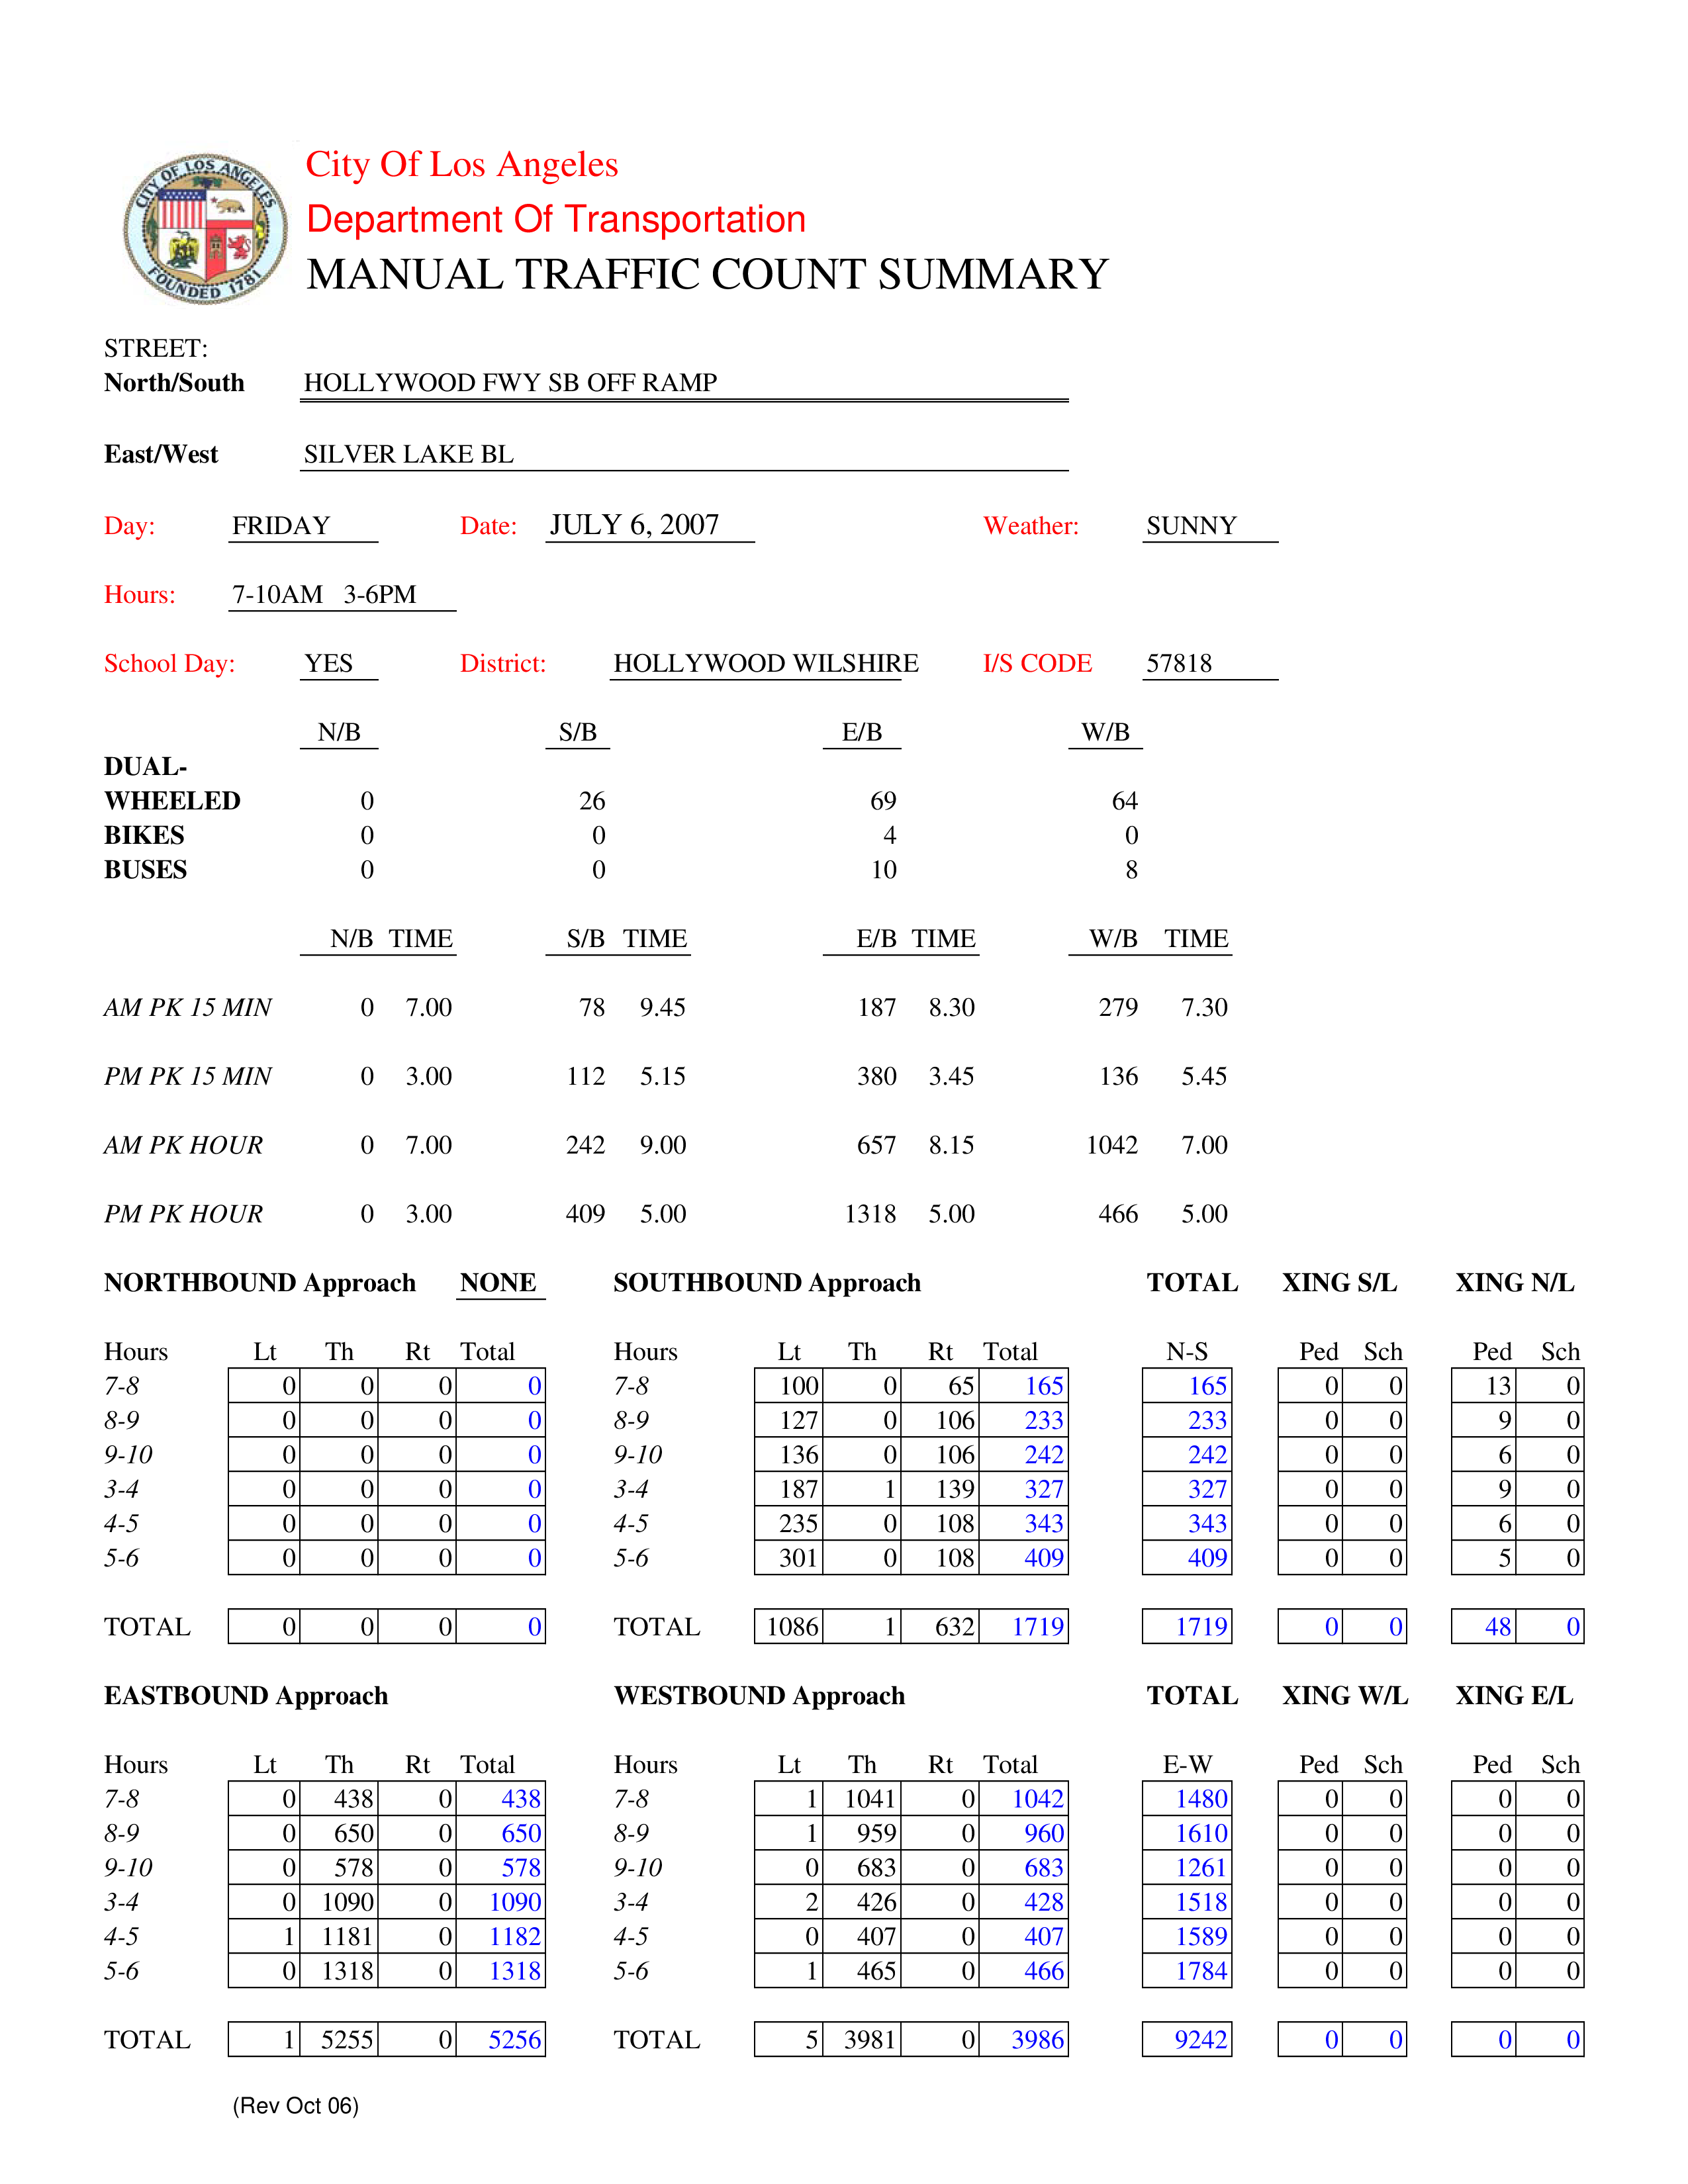 CITY OF LOS ANGELES
FOUNDED 1781
City Of Los Angeles
Department Of Transportation
MANUAL TRAFFIC COUNT SUMMARY
STREET:
North/South HOLLYWOOD FWY SB OFF RAMP
East/West SILVER LAKE BL
Day: FRIDAY Date: JULY 6, 2007 Weather: SUNNY
Hours: 7-10AM 3-6PM
School Day: YES District: HOLLYWOOD WILSHIRE I/S CODE 57818
N/B S/B E/B W/B
DUAL-
WHEELED 0 26 69 64
BIKES 0 0 4 0
BUSES 0 0 10 8
N/B TIME S/B TIME E/B TIME W/B TIME
AM PK 15 MIN 0 7.00 78 9.45 187 8.30 279 7.30
PM PK 15 MIN 0 3.00 112 5.15 380 3.45 136 5.45
AM PK HOUR 0 7.00 242 9.00 657 8.15 1042 7.00
PM PK HOUR 0 3.00 409 5.00 1318 5.00 466 5.00
NORTHBOUND Approach NONE SOUTHBOUND Approach TOTAL XING S/L XING N/L
Hours Lt Th Rt Total Hours Lt Th Rt Total N-S Ped Sch Ped Sch
7-8 0 0 0 0 7-8 100 0 65 165 165 0 0 13 0
8-9 0 0 0 0 8-9 127 0 106 233 233 0 0 9 0
9-10 0 0 0 0 9-10 136 0 106 242 242 0 0 6 0
3-4 0 0 0 0 3-4 187 1 139 327 327 0 0 9 0
4-5 0 0 0 0 4-5 235 0 108 343 343 0 0 6 0
5-6 0 0 0 0 5-6 301 0 108 409 409 0 0 5 0
TOTAL 0 0 0 0 TOTAL 1086 1 632 1719 1719 0 0 48 0
EASTBOUND Approach WESTBOUND Approach TOTAL XING W/L XING E/L
Hours Lt Th Rt Total Hours Lt Th Rt Total E-W Ped Sch Ped Sch
7-8 0 438 0 438 7-8 1 1041 0 1042 1480 0 0 0 0
8-9 0 650 0 650 8-9 1 959 0 960 1610 0 0 0 0
9-10 0 578 0 578 9-10 0 683 0 683 1261 0 0 0 0
3-4 0 1090 0 1090 3-4 2 426 0 428 1518 0 0 0 0
4-5 1 1181 0 1182 4-5 0 407 0 407 1589 0 0 0 0
5-6 0 1318 0 1318 5-6 1 465 0 466 1784 0 0 0 0
TOTAL 1 5255 0 5256 TOTAL 5 3981 0 3986 9242 0 0 0 0
(Rev Oct 06)